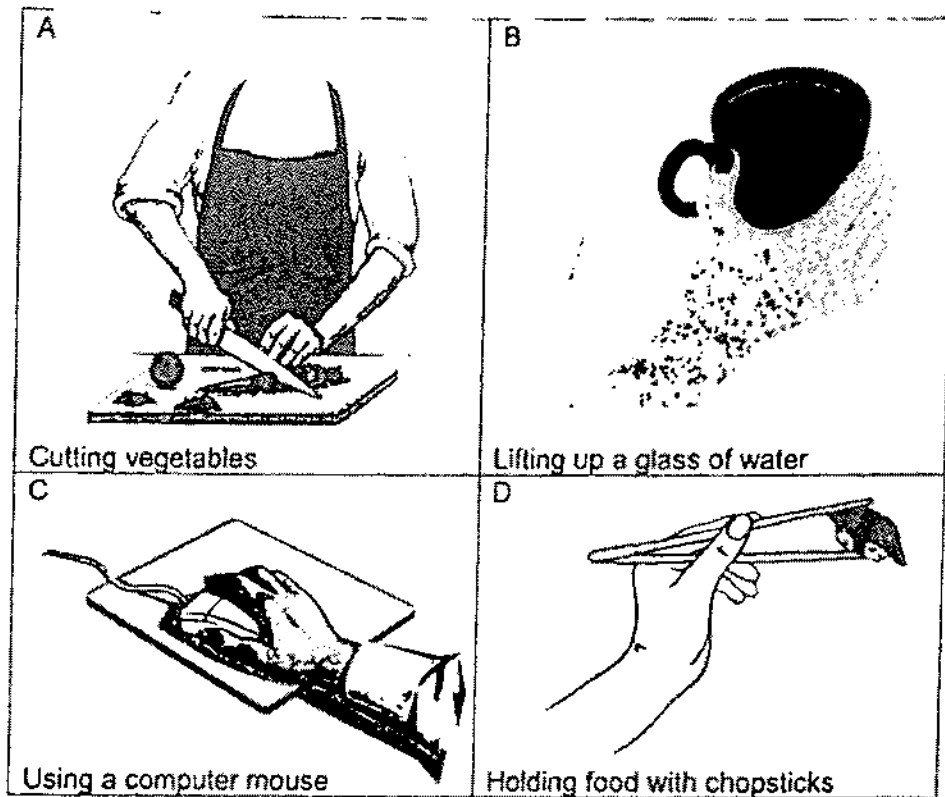 A
B
Cutting vegetables
Lifting up a glass of water
C
D
Using a computer mouse
Holding food with chopsticks